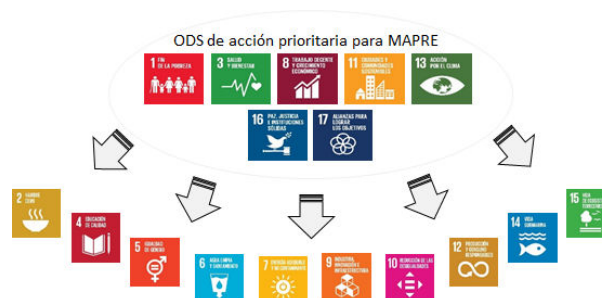 ODS de acción prioritaria para MAPRE
1 FIN
DE LA POBREZA
3 SALUD
Y BIENESTAR
8 TRABAJO DECENTE
Y CRECIMIENTO
ECONÓMICO
11 CIUDADES Y
COMUNIDADES
SOSTENIBLES
13 ACCIÓN
POR EL CLIMA
16 PAZ, JUSTICIA
E INSTITUCIONES
SÓLIDAS
17 ALIANZAS PARA
LOGRAR
LOS OBJETIVOS
2 HAMBRE
CERO
4 EDUCACIÓN
DE CALIDAD
5 IGUALDAD
DE GÉNERO
6 AGUA LIMPIA
Y SANEAMIENTO
7 ENERGÍA ASEQUIBLE
Y NO CONTAMINANTE
9 INDUSTRIA,
INNOVACIÓN E
INFRAESTRUCTURA
10 REDUCCIÓN DE LAS
DESIGUALDADES
12 PRODUCCIÓN
Y CONSUMO
RESPONSABLES
14 VIDA
SUBMARINA
15 VIDA
DE ECOSISTEMAS
TERRESTRES